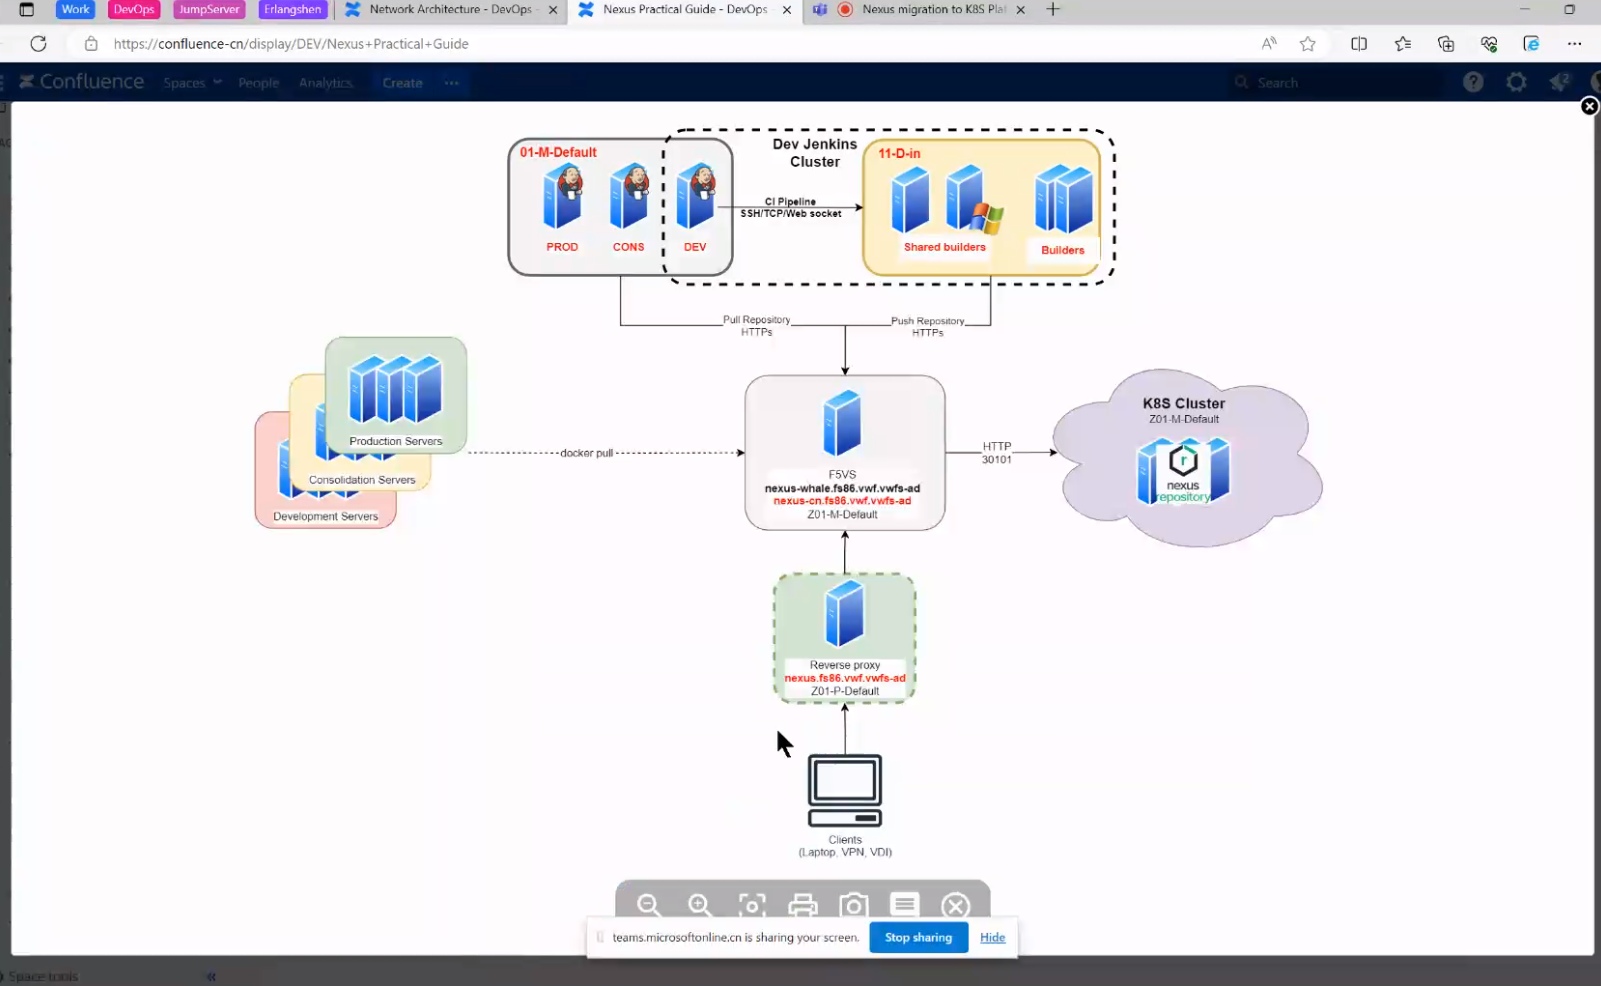 Work
DevOps
JumpServer
Erlangshen
Network Architecture - DevOps -
Nexus Practical Guide - DevOps -
Nexus migration to K8S Pla
https://confluence-cn/display/DEV/Nexus+Practical+Guide
Confluence
Spaces
People
Analytics
Create
Search
01-M-Default
PROD
CONS
DEV
Dev Jenkins
Cluster
CI Pipeline
SSH/TCP/Web socket
11-D-in
Shared builders
Builders
Pull Repository
HTTPs
Push Repository
HTTPs
Production Servers
Consolidation Servers
Development Servers
docker pull
F5VS
nexus-whale.fs86.vwf.vwfs-ad
nexus-cn.fs86.vwf.vwfs-ad
Z01-M-Default
HTTP
30101
K8S Cluster
Z01-M-Default
r
nexus
repository
Reverse proxy
nexus.fs86.vwf.vwfs-ad
Z01-P-Default
Clients
(Laptop, VPN, VDI)
teams.microsoftonline.cn is sharing your screen.
Stop sharing
Hide
Space tools